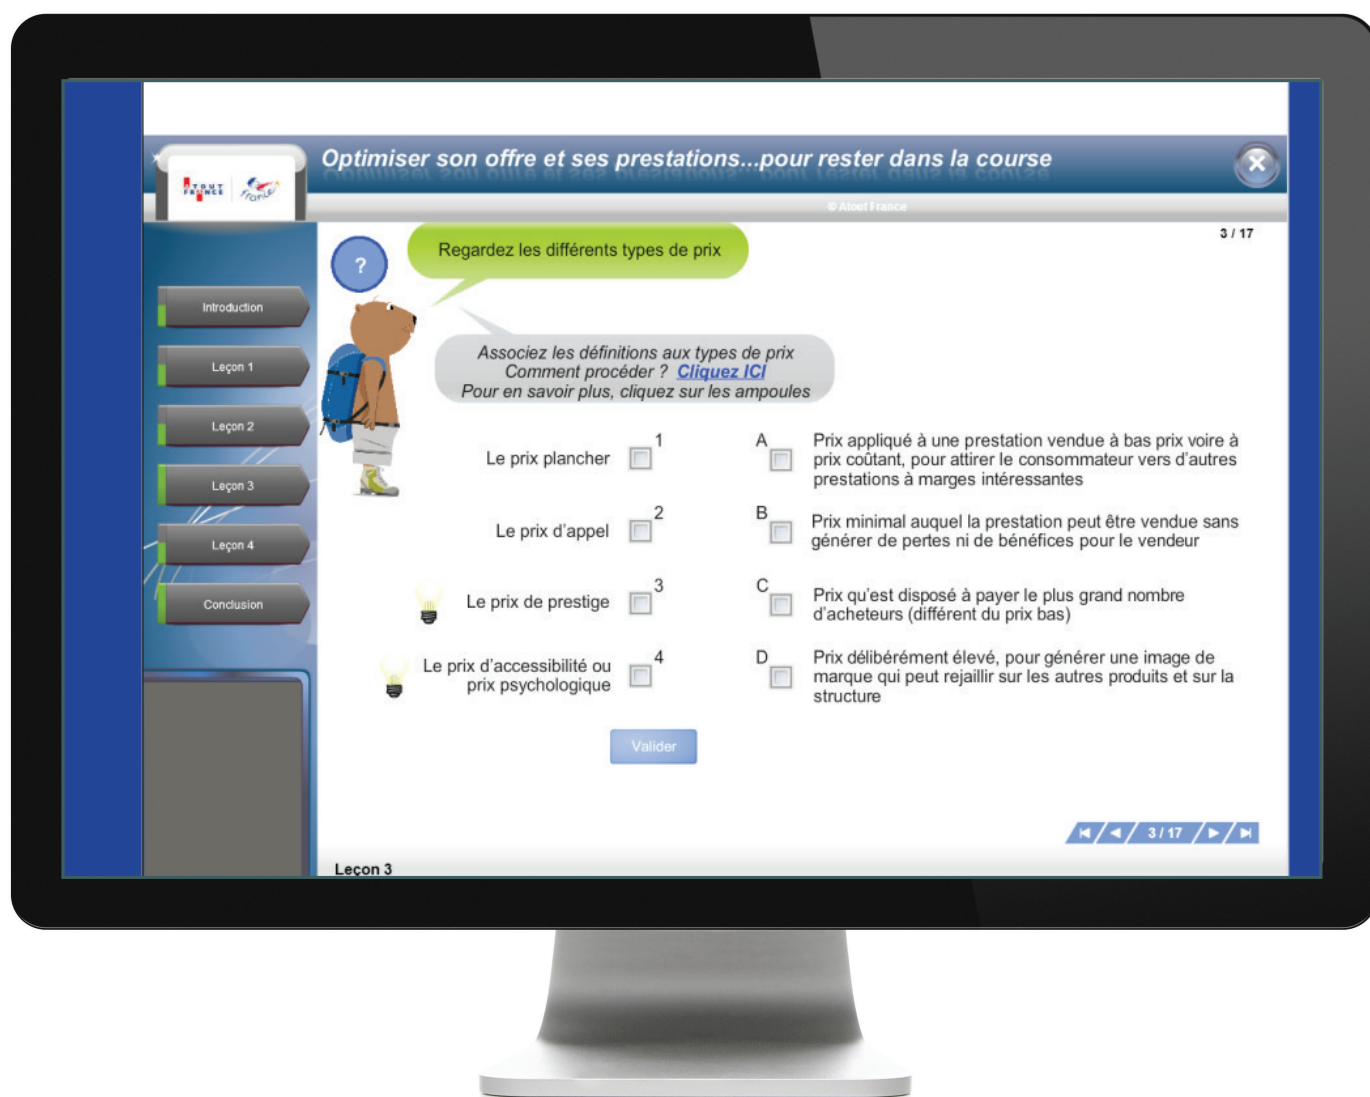 Optimiser son offre et ses prestations...pour rester dans la course
ATOUT
FRANCE
France
© Atout France
3 / 17
?
Regardez les différents types de prix
Introduction
Leçon 1
Leçon 2
Leçon 3
Leçon 4
Conclusion
Associez les définitions aux types de prix
Comment procéder ? Cliquez ICI
Pour en savoir plus, cliquez sur les ampoules
Le prix plancher 1
A Prix appliqué à une prestation vendue à bas prix voire à
prix coûtant, pour attirer le consommateur vers d'autres
prestations à marges intéressantes
Le prix d'appel 2
B Prix minimal auquel la prestation peut être vendue sans
générer de pertes ni de bénéfices pour le vendeur
Le prix de prestige 3
C Prix qu'est disposé à payer le plus grand nombre
d'acheteurs (différent du prix bas)
Le prix d'accessibilité ou 4
prix psychologique
D Prix délibérément élevé, pour générer une image de
marque qui peut rejaillir sur les autres produits et sur la
structure
Valider
3 / 17
Leçon 3